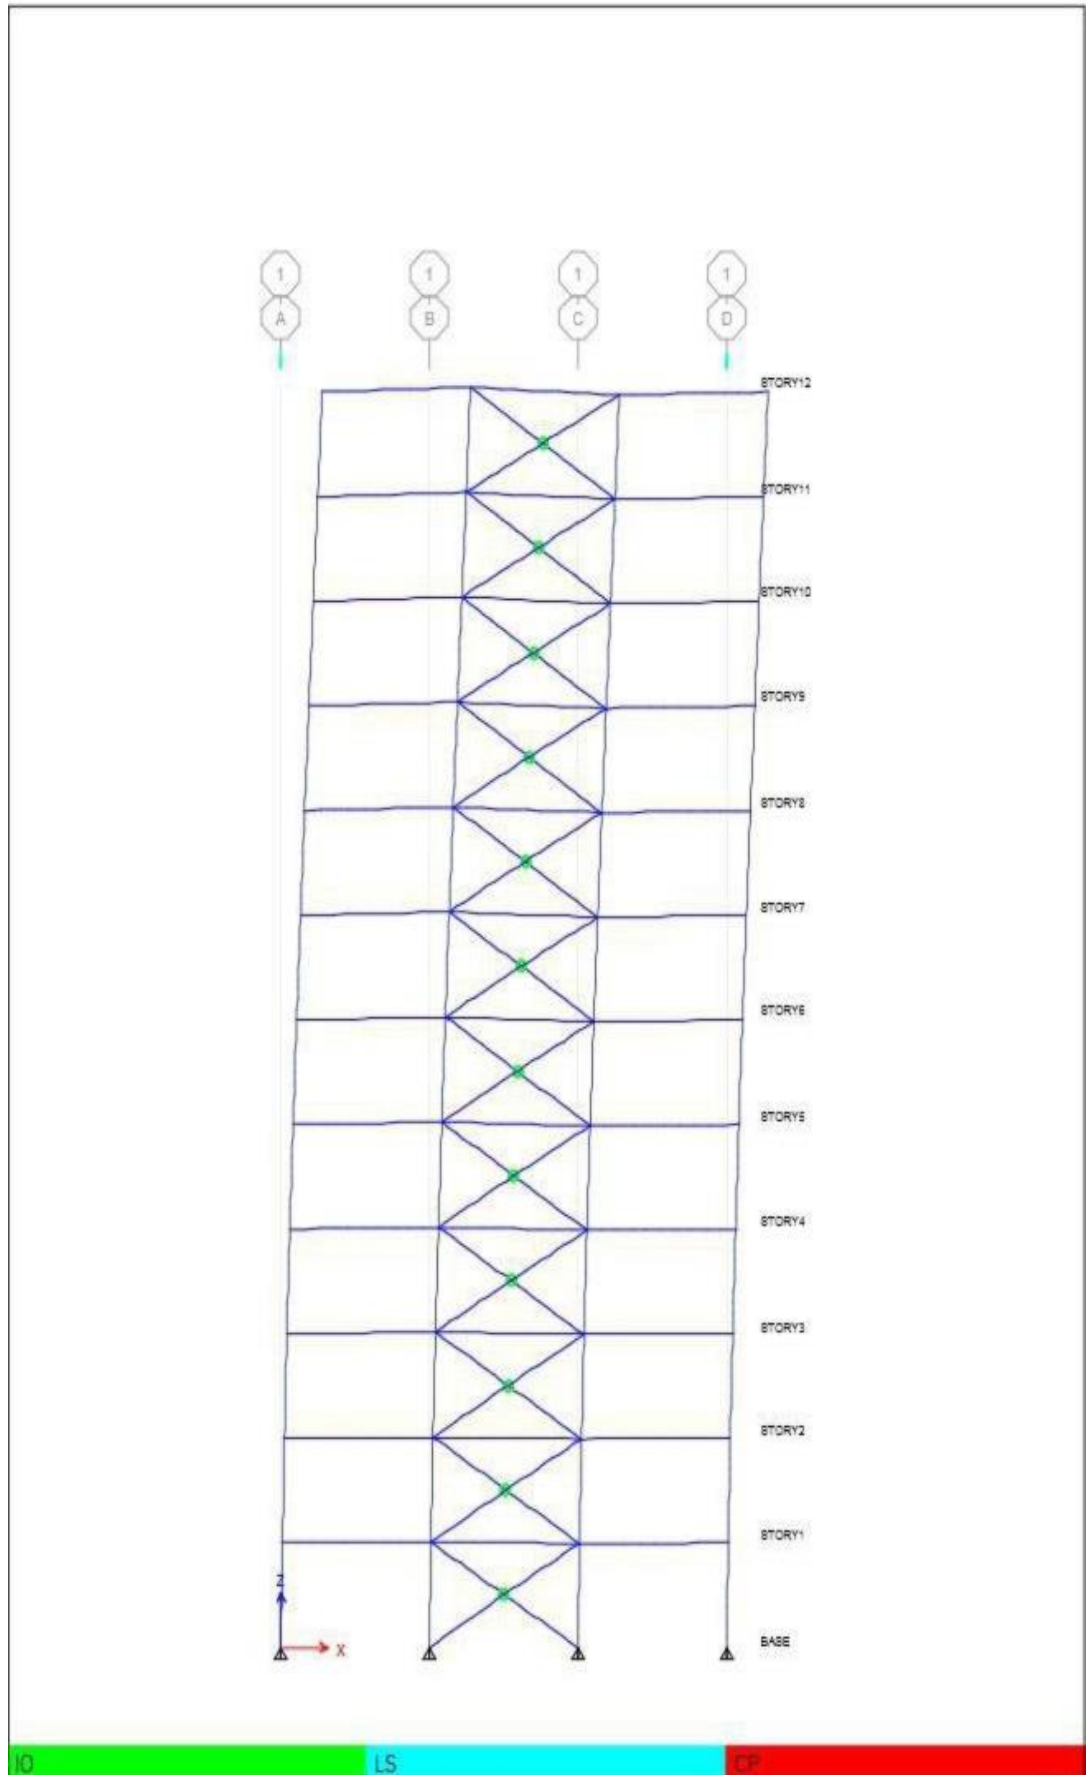 1 1 1 1
A B C D
STORY12
STORY11
STORY10
STORY9
STORY8
STORY7
STORY6
STORY5
STORY4
STORY3
STORY2
STORY1
Z
X
BASE
IO LS CP